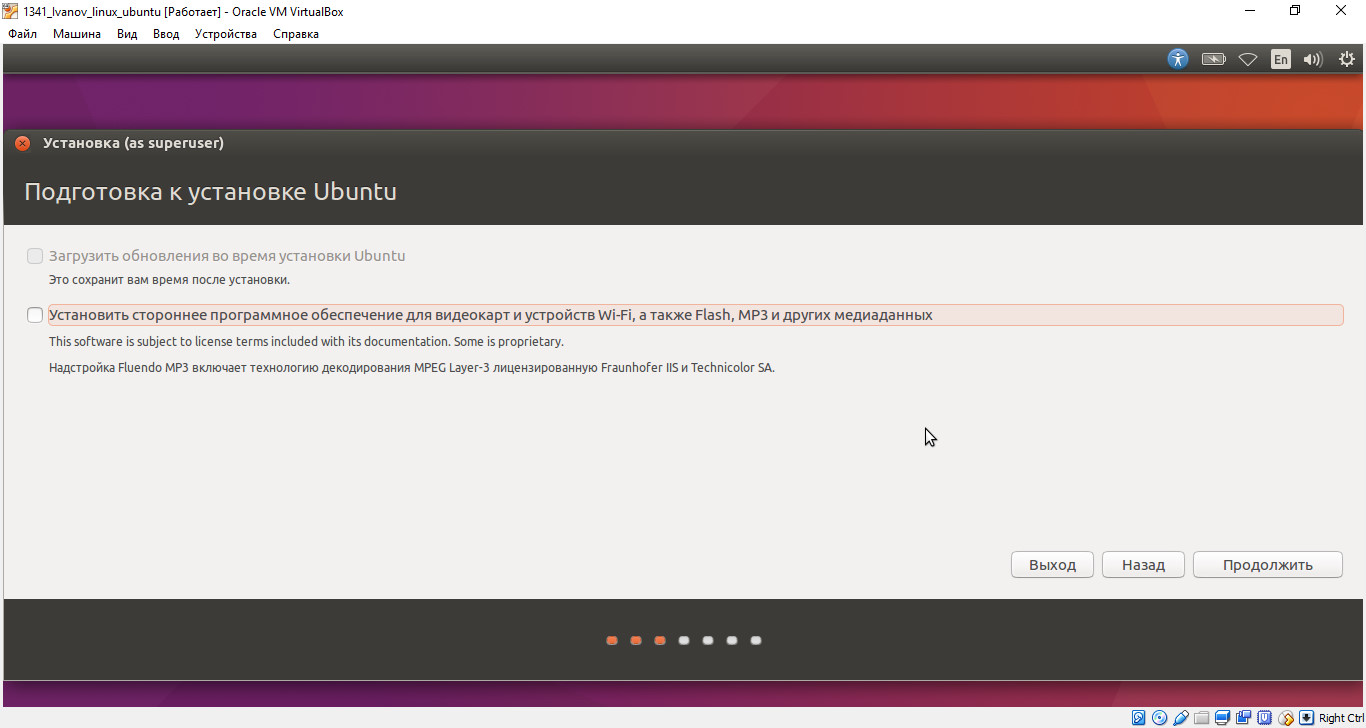 1341_Ivanov_linux_ubuntu [Работает] - Oracle VM VirtualBox
Файл Машина Вид Ввод Устройства Справка
En
Установка (as superuser)
Подготовка к установке Ubuntu
Загрузить обновления во время установки Ubuntu
Это сохранит вам время после установки.
Установить стороннее программное обеспечение для видеокарт и устройств Wi-Fi, а также Flash, MP3 и других медиаданных
This software is subject to license terms included with its documentation. Some is proprietary.
Надстройка Fluendo MP3 включает технологию декодирования MPEG Layer-3 лицензированную Fraunhofer IIS и Technicolor SA.
Выход Назад Продолжить
Right Ctrl